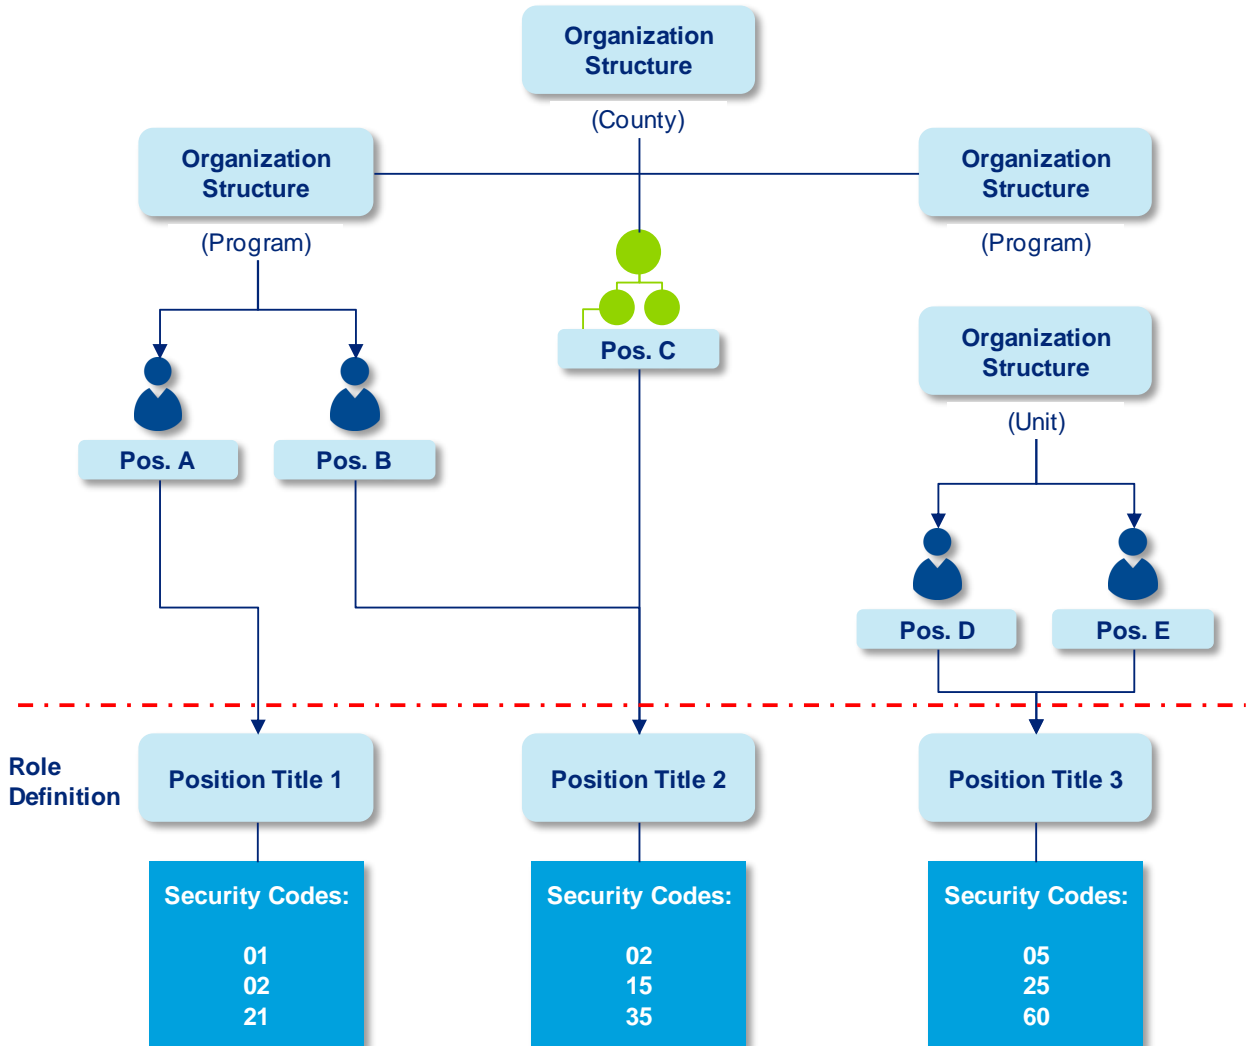 Organization
Structure
(County)
Organization
Structure
(Program)
Organization
Structure
(Program)
Pos. C
Organization
Structure
(Unit)
Pos. A
Pos. B
Pos. D
Pos. E
Role
Definition
Position Title 1
Position Title 2
Position Title 3
Security Codes:
01
02
21
Security Codes:
02
15
35
Security Codes:
05
25
60